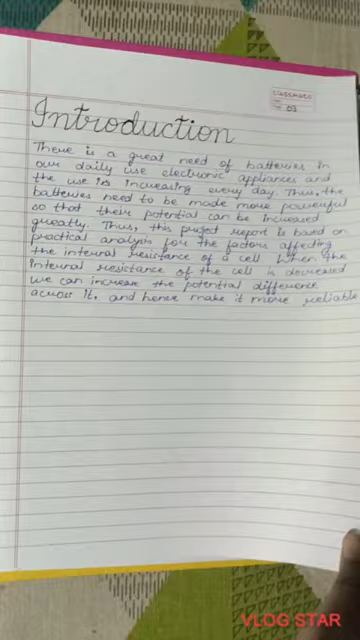 classmate
03
Introduction
There is a great need of batteries in
our daily use electronic appliances and
the use is increasing every day. Thus, the
batteries need to be made more powerful
so that their potential can be increased
greatly. Thus, this project report is based on
practical analysis for the factors affecting
the internal resistance of a cell. When the
internal resistance of the cell is decreased
we can increase the potential difference
across it, and hence make it more reliable
VLOG STAR